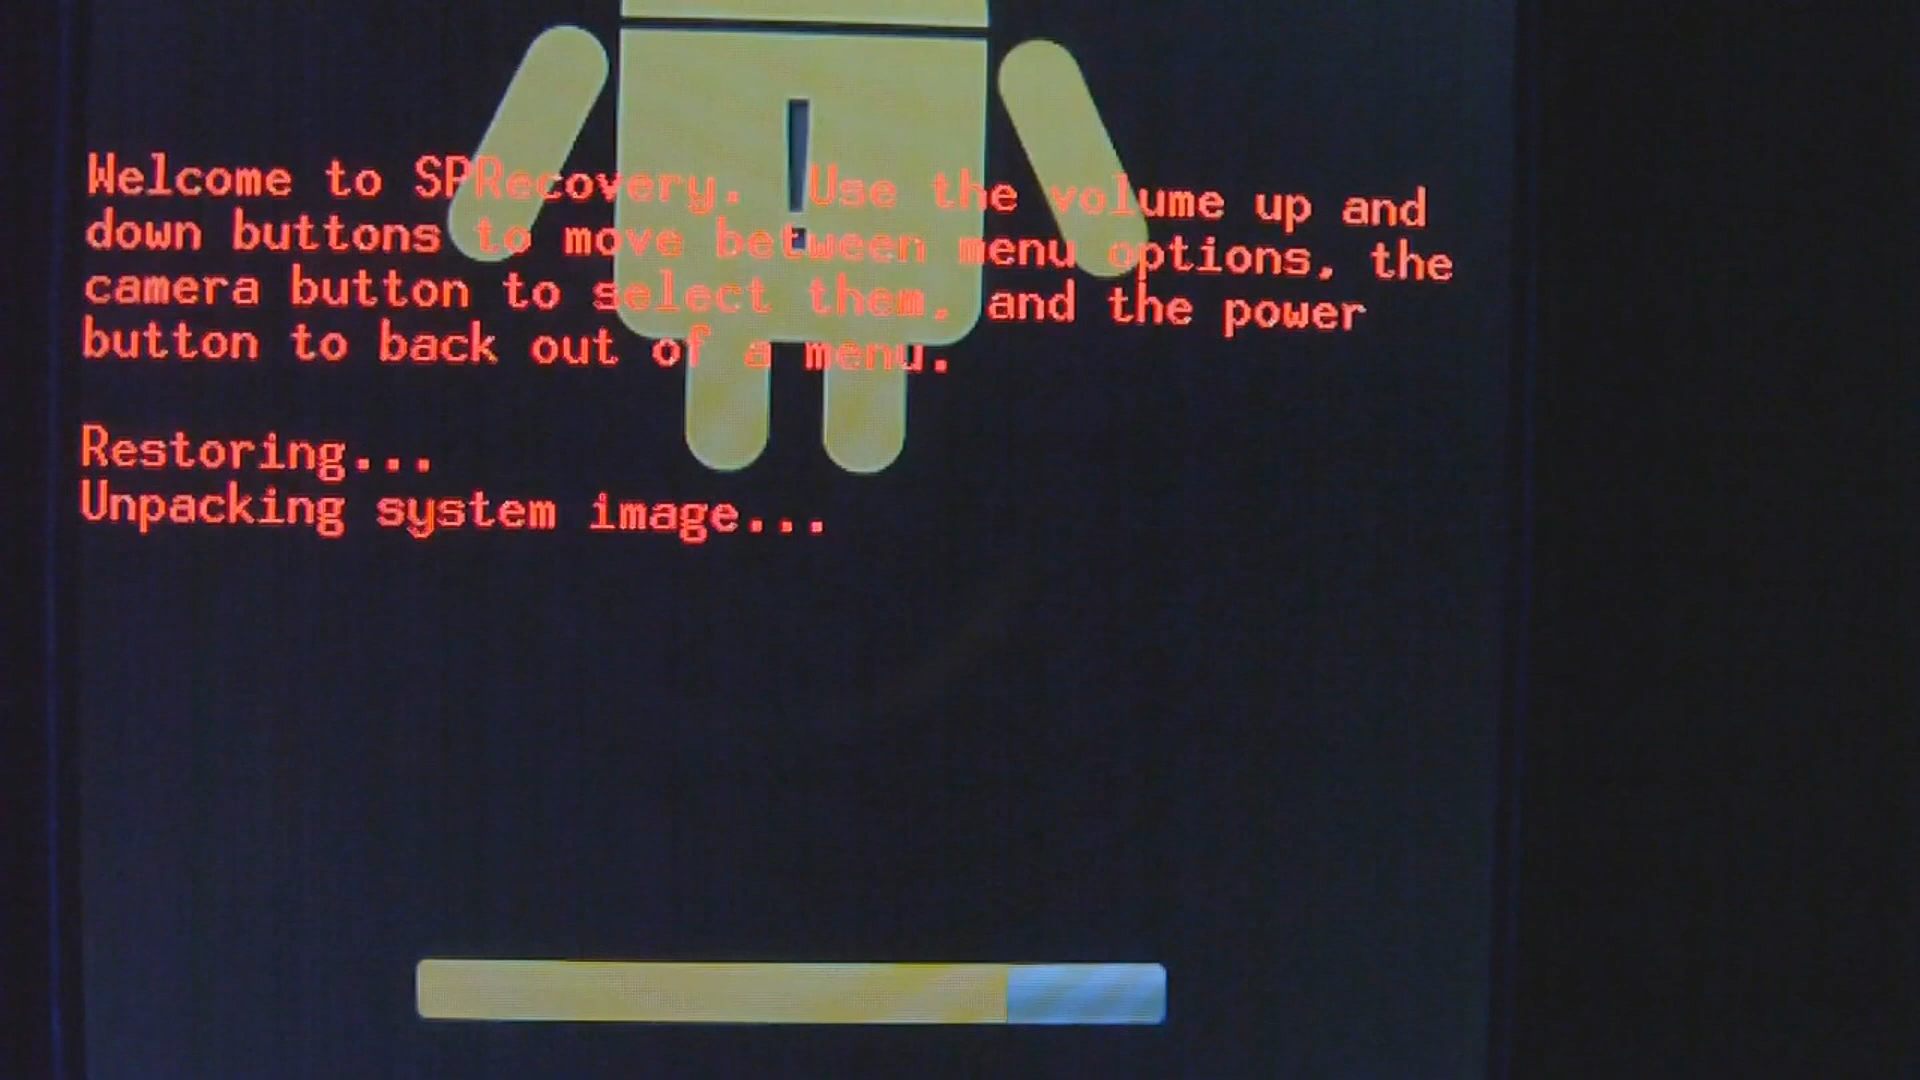 Welcome to SPRecovery.  Use the volume up and
down buttons to move between menu options, the
camera button to select them, and the power
button to back out of a menu.
Restoring...
Unpacking system image...